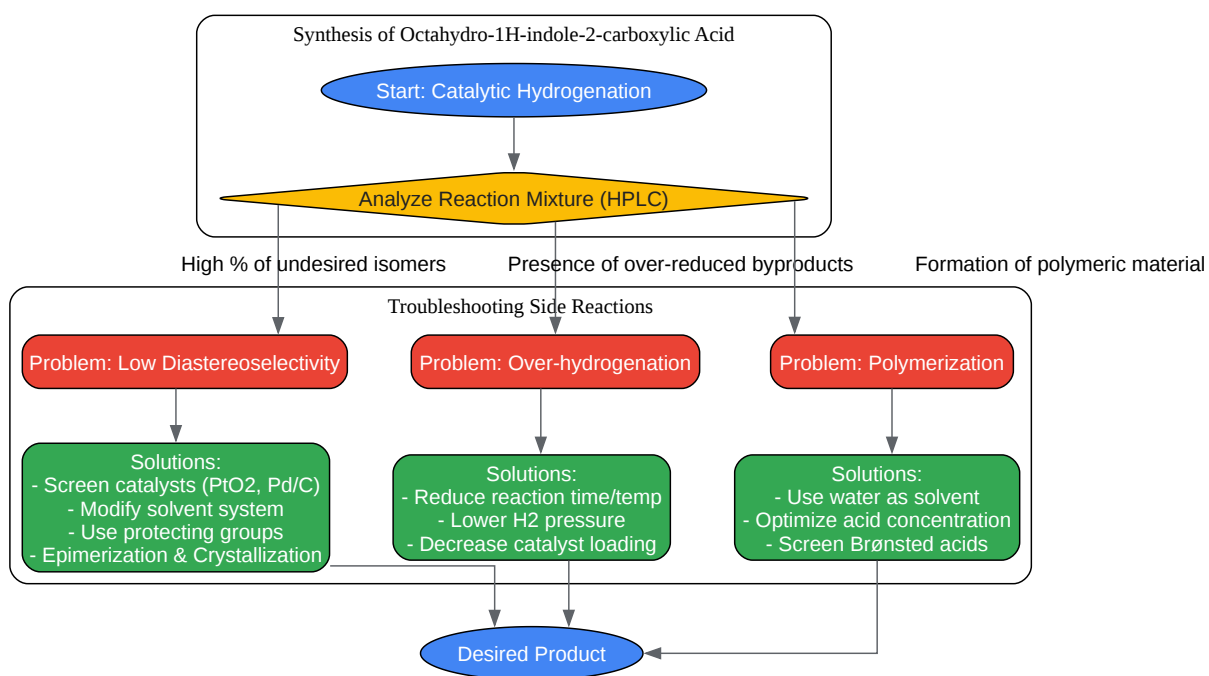 Synthesis of Octahydro-1H-indole-2-carboxylic Acid
Start: Catalytic Hydrogenation
Analyze Reaction Mixture (HPLC)
High % of undesired isomers
Presence of over-reduced byproducts
Formation of polymeric material
Troubleshooting Side Reactions
Problem: Low Diastereoselectivity
Problem: Over-hydrogenation
Problem: Polymerization
Solutions:
- Screen catalysts (PtO2, Pd/C)
- Modify solvent system
- Use protecting groups
- Epimerization & Crystallization
Solutions:
- Reduce reaction time/temp
- Lower H2 pressure
- Decrease catalyst loading
Solutions:
- Use water as solvent
- Optimize acid concentration
- Screen Brønsted acids
Desired Product